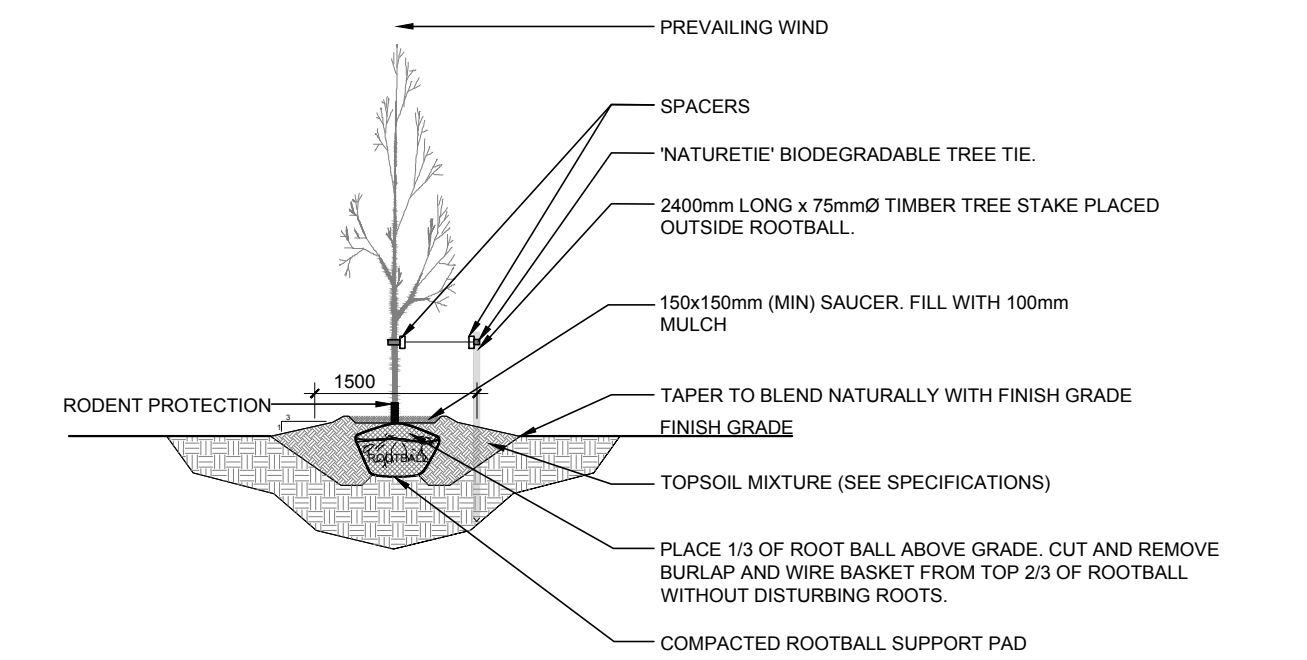 PREVAILING WIND
SPACERS
'NATURETIE' BIODEGRADABLE TREE TIE.
2400mm LONG x 75mmØ TIMBER TREE STAKE PLACED
OUTSIDE ROOTBALL.
150x150mm (MIN) SAUCER. FILL WITH 100mm
MULCH
1500
TAPER TO BLEND NATURALLY WITH FINISH GRADE
RODENT PROTECTION
3
1
FINISH GRADE
ROOTBALL
TOPSOIL MIXTURE (SEE SPECIFICATIONS)
PLACE 1/3 OF ROOT BALL ABOVE GRADE. CUT AND REMOVE
BURLAP AND WIRE BASKET FROM TOP 2/3 OF ROOTBALL
WITHOUT DISTURBING ROOTS.
COMPACTED ROOTBALL SUPPORT PAD